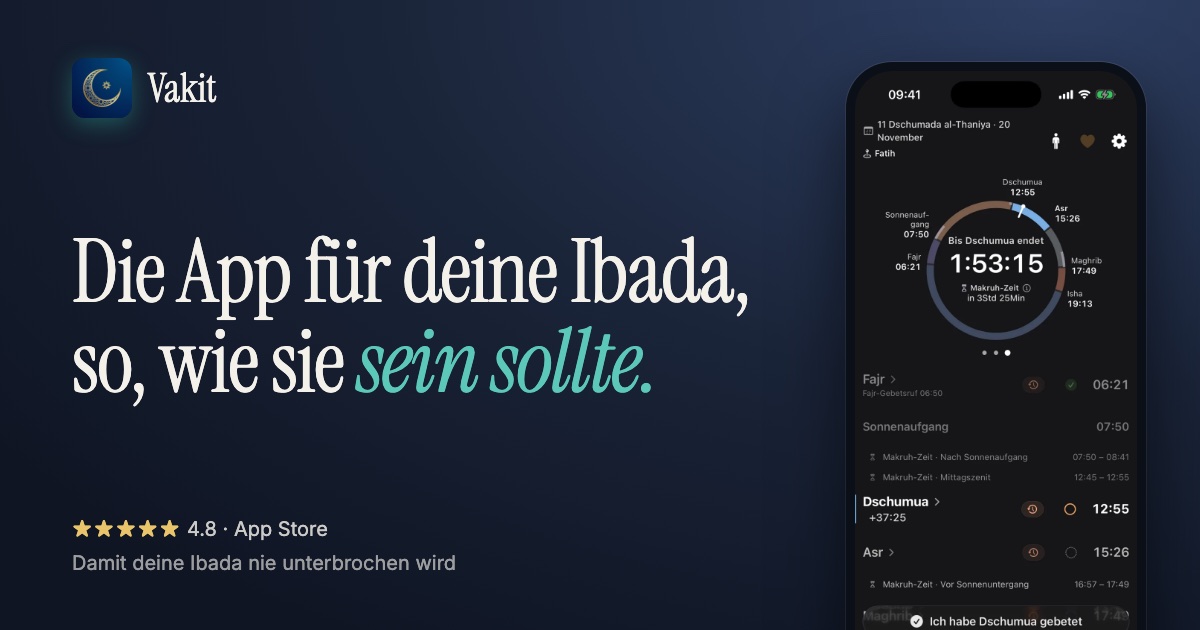 Vakit
Die App für deine Ibada,
so, wie sie sein sollte.
★★★★★ 4.8 · App Store
Damit deine Ibada nie unterbrochen wird
09:41
11 Dschumada al-Thaniya · 20
November
Fatih
Dschumua
12:55
Asr
15:26
Sonnenauf-
gang
07:50
Bis Dschumua endet
Fajr
06:21
1:53:15
Maghrib
17:49
Makruh-Zeit
in 3Std 25Min
Isha
19:13
Fajr > 06:21
Fajr-Gebetsruf 06:50
Sonnenaufgang 07:50
Makruh-Zeit · Nach Sonnenaufgang 07:50 – 08:41
Makruh-Zeit · Mittagszenit 12:45 – 12:55
Dschumua > 12:55
+37:25
Asr > 15:26
Makruh-Zeit · Vor Sonnenuntergang 16:57 – 17:49
Maghrib 17:49
Ich habe Dschumua gebetet